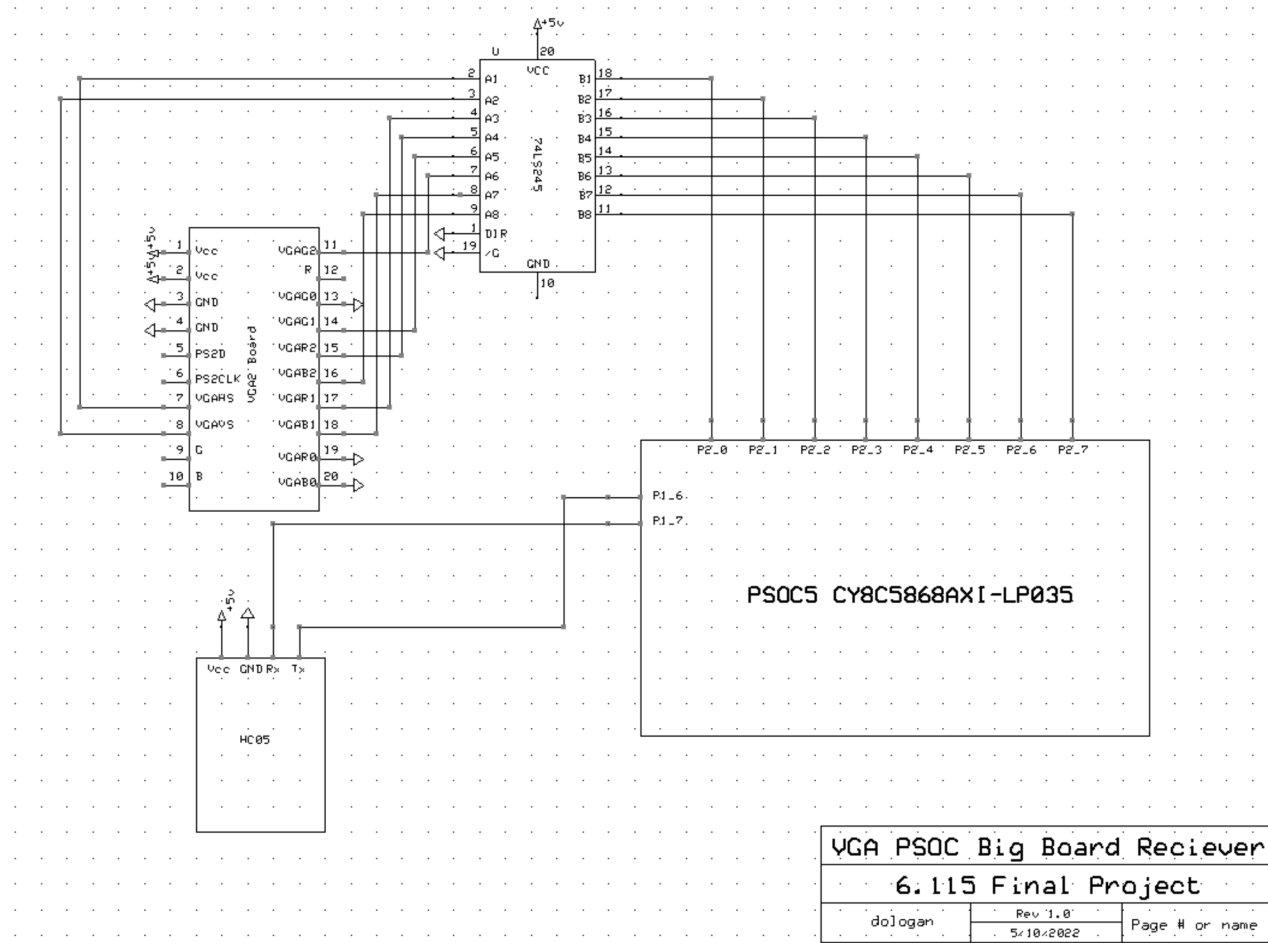 +5v
U
20
VCC
2 A1
3 A2
4 A3
5 A4
6 A5
7 A6
8 A7
9 A8
1 DIR
19 /G
74LS245
B1 18
B2 17
B3 16
B4 15
B5 14
B6 13
B7 12
B8 11
GND
10
+5v
+5v
1 Vcc
2 Vcc
3 GND
4 GND
5 PS2D
6 PS2CLK
7 VGAHS
8 VGAVS
9 G
10 B
VGA2 Board
VGAG2 11
R 12
VGAG0 13
VGAG1 14
VGAR2 15
VGAB2 16
VGAR1 17
VGAB1 18
VGAR0 19
VGAB0 20
P2_0 P2_1 P2_2 P2_3 P2_4 P2_5 P2_6 P2_7
P1_6
P1_7
PSOC5 CY8C5868AXI-LP035
+5v
Vcc GND Rx Tx
HC05
VGA PSOC Big Board Reciever
6.115 Final Project
dologan
Rev 1.0
5/10/2022
Page # or name